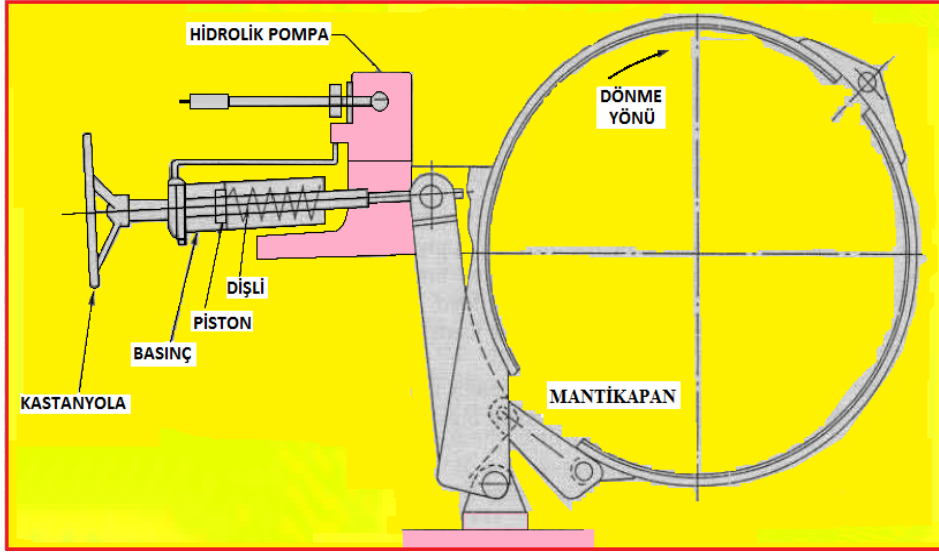 HİDROLİK POMPA
DÖNME
YÖNÜ
DİŞLİ
PİSTON
BASINÇ
KASTANYOLA
MANTİKAPAN